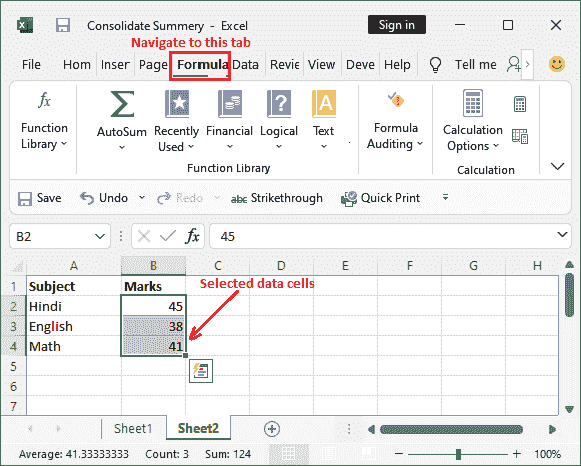 Consolidate Summery - Excel
Sign in
Navigate to this tab
File Hom Inser Page Formula Data Revie View Deve Help Tell me
fx
Function Library
AutoSum
Recently Used
Financial
Logical
Text
Formula Auditing
Calculation Options
Function Library
Calculation
Save Undo Redo abc Strikethrough Quick Print
B2 fx 45
A B C D E F G H
1 Subject Marks
Selected data cells
2 Hindi 45
3 English 38
4 Math 41
5
6
7
Sheet1 Sheet2
Average: 41.33333333 Count: 3 Sum: 124 100%